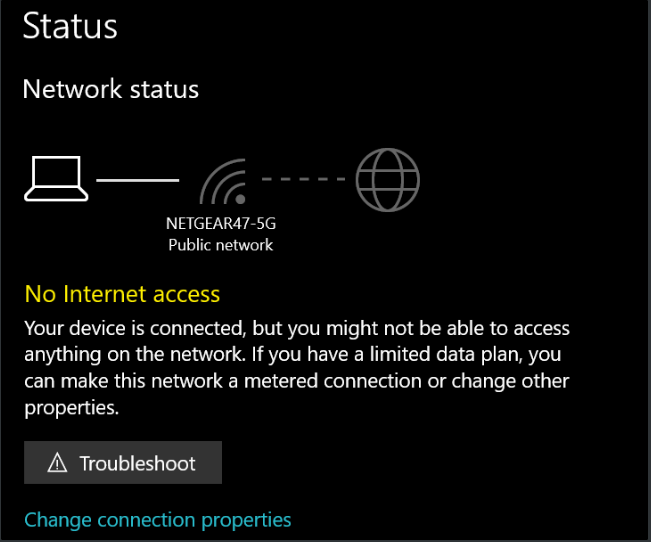 Status
Network status
NETGEAR47-5G
Public network
No Internet access
Your device is connected, but you might not be able to access
anything on the network. If you have a limited data plan, you
can make this network a metered connection or change other
properties.
Troubleshoot
Change connection properties